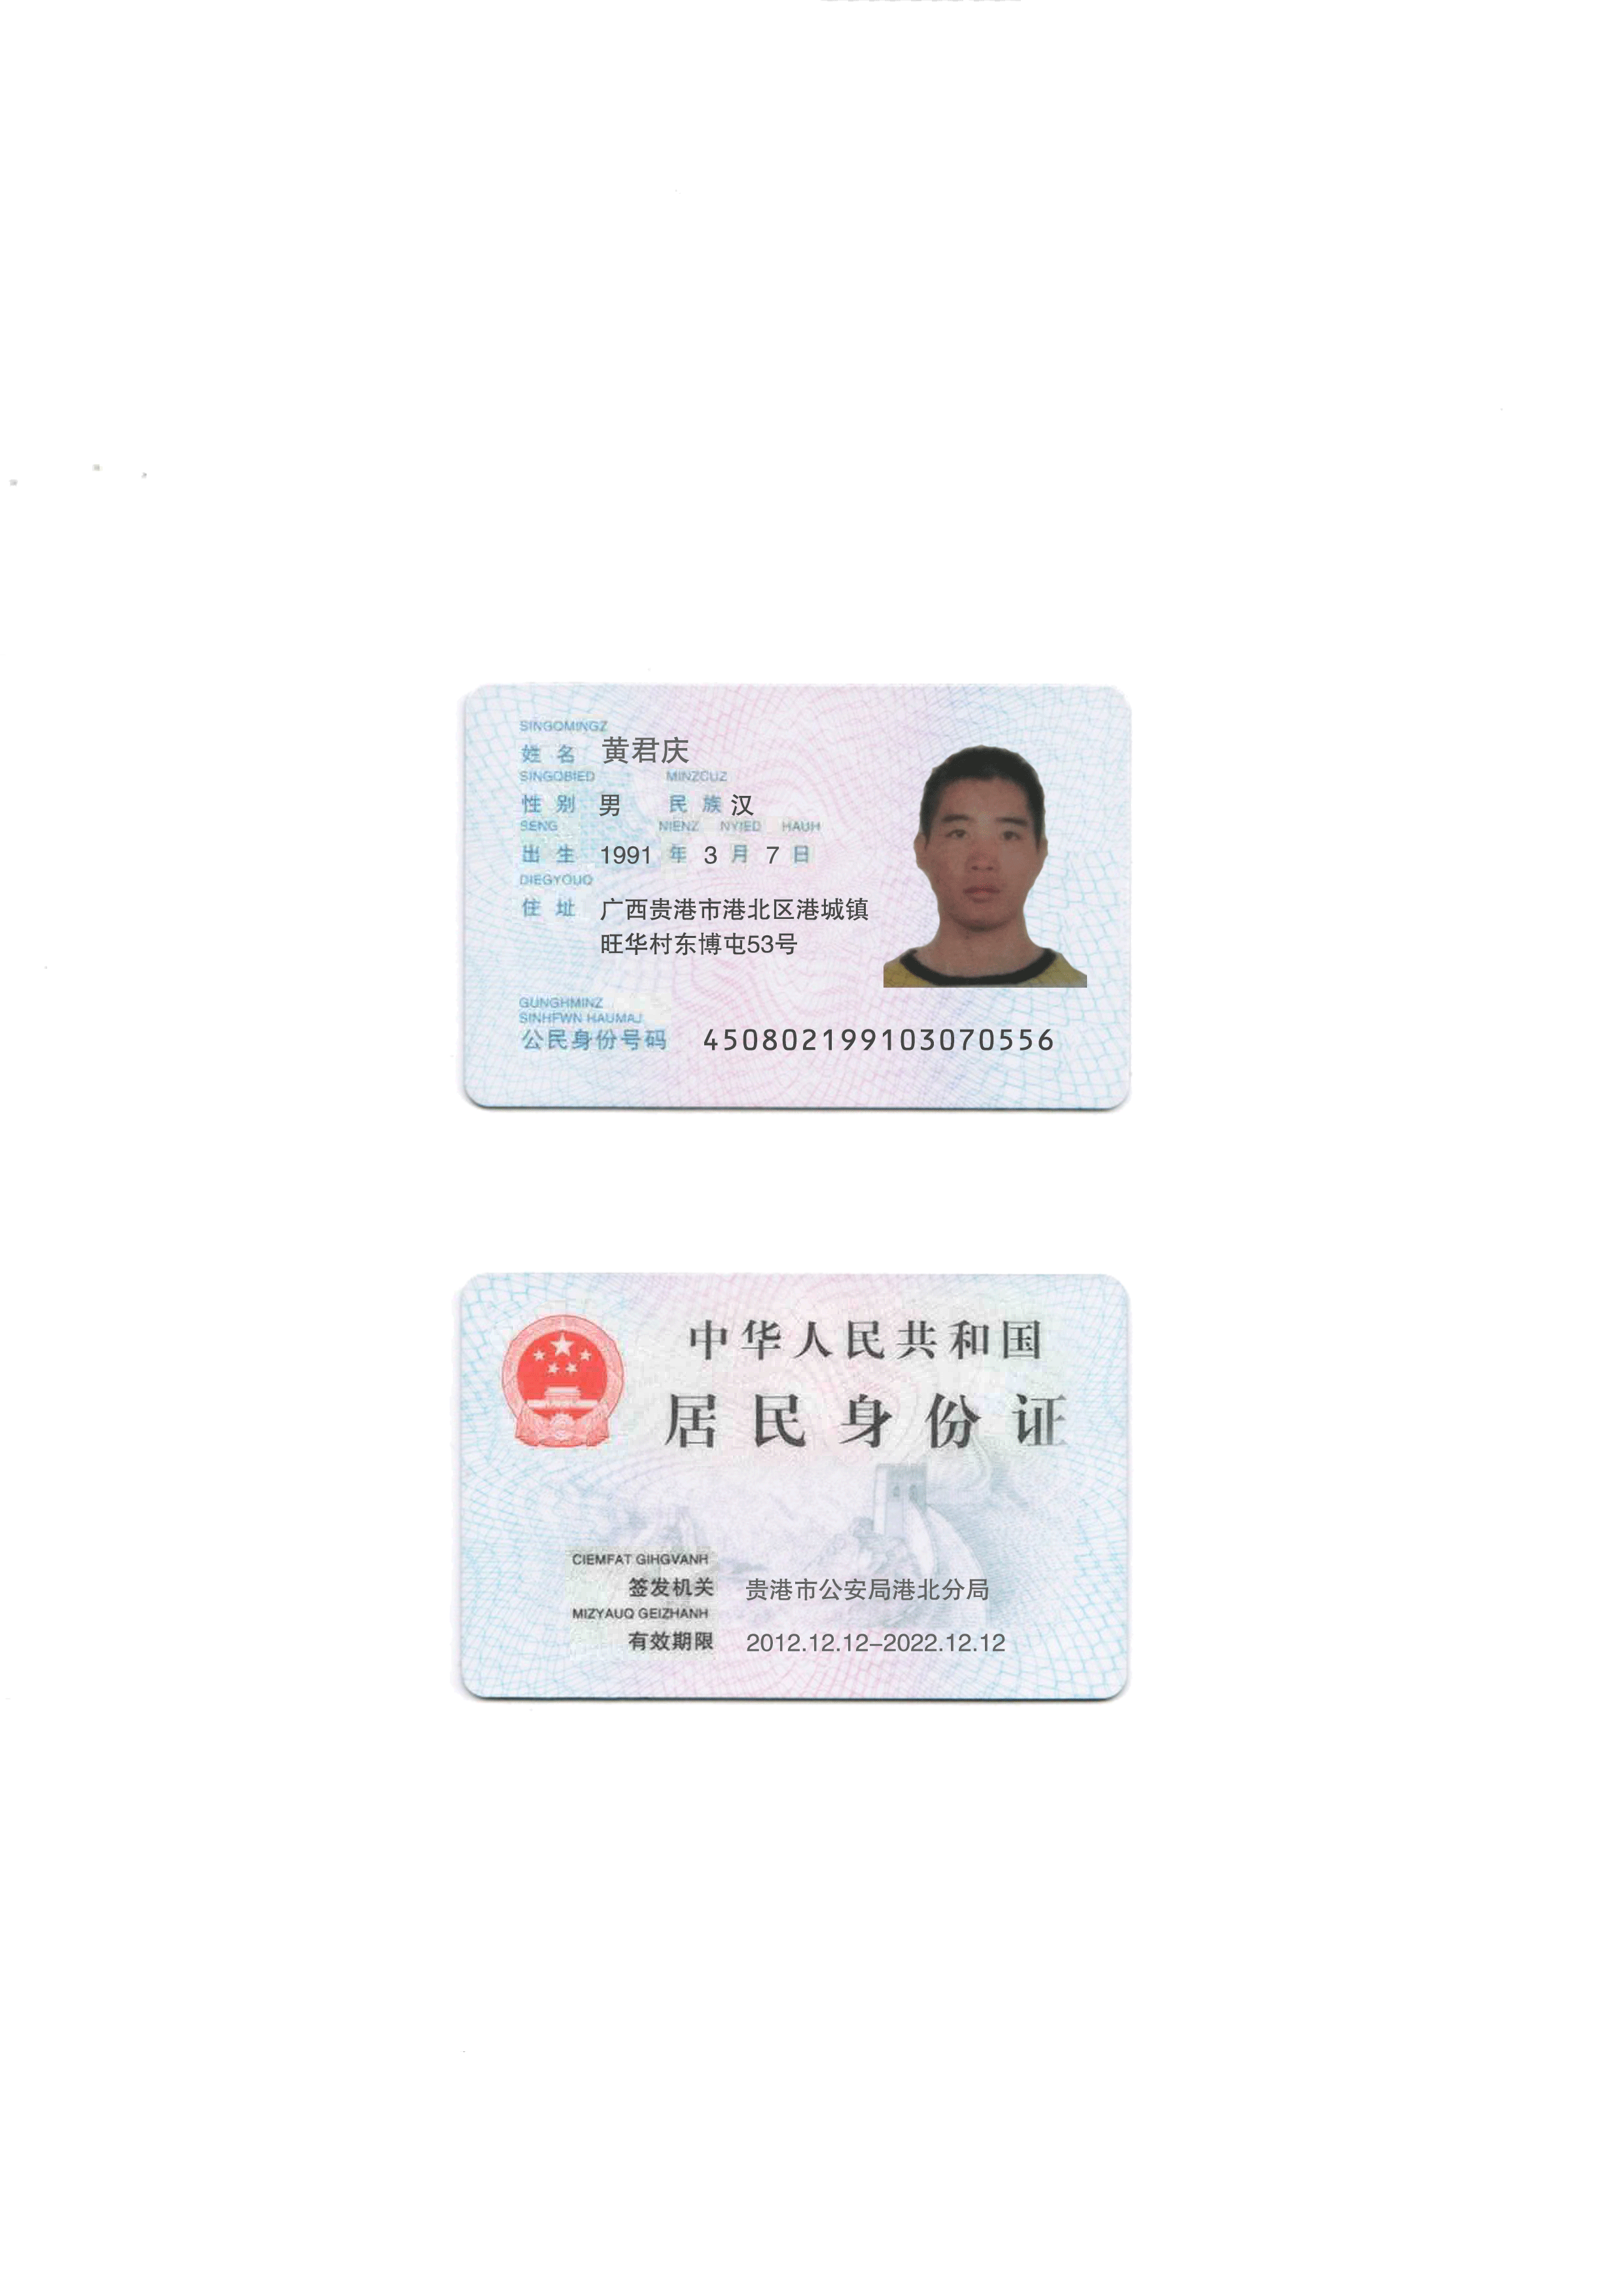 SINGQMINGZ
姓 名 黄君庆
SINGQBIED MINZCUZ
性 别 男 民 族 汉
SENG NIENZ NYIED HAUH
出 生 1991 年 3 月 7 日
DIEGYOUQ
住 址 广西贵港市港北区港城镇
旺华村东博屯53号
GUNGHMINZ
SINHFWN HAUMAJ
公民身份号码 450802199103070556
中华人民共和国
居民身份证
CIEMFAT GIHGVANH
签发机关 贵港市公安局港北分局
MIZYAUQ GEIZHANH
有效期限 2012.12.12-2022.12.12